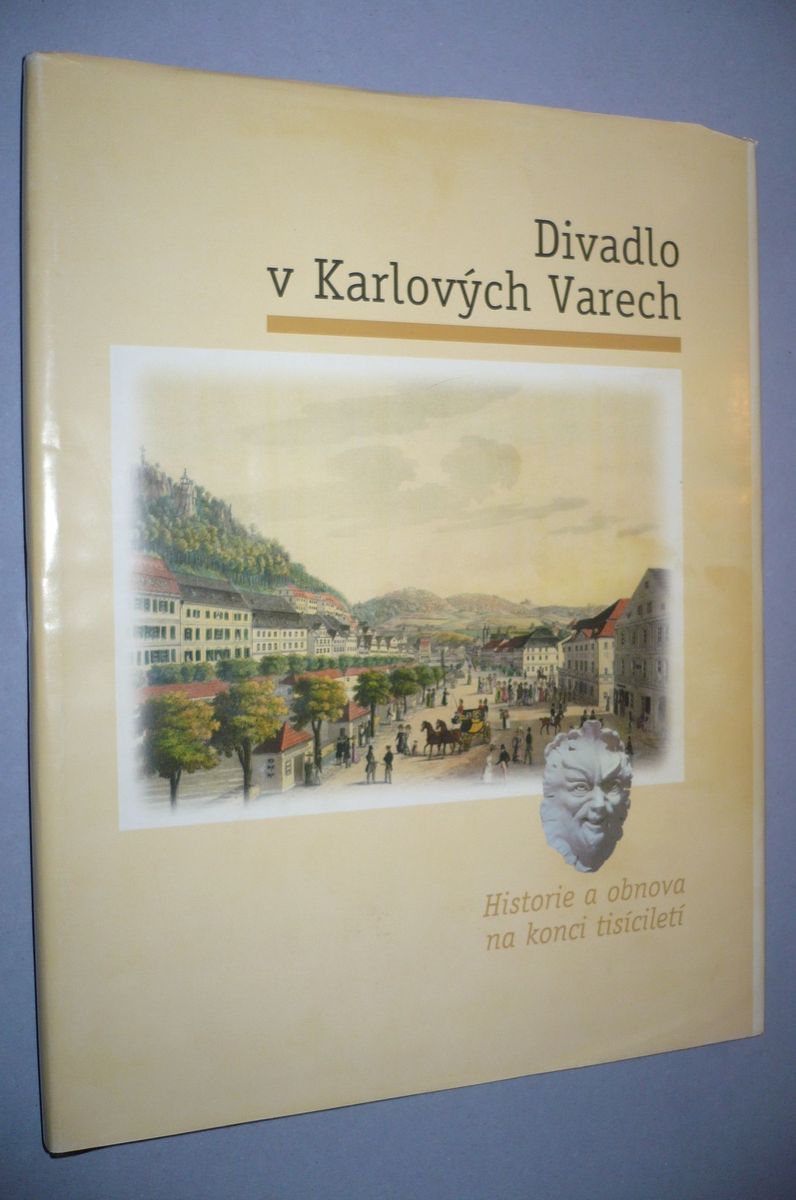 Divadlo
v Karlových Varech
Historie a obnova
na konci tisíciletí